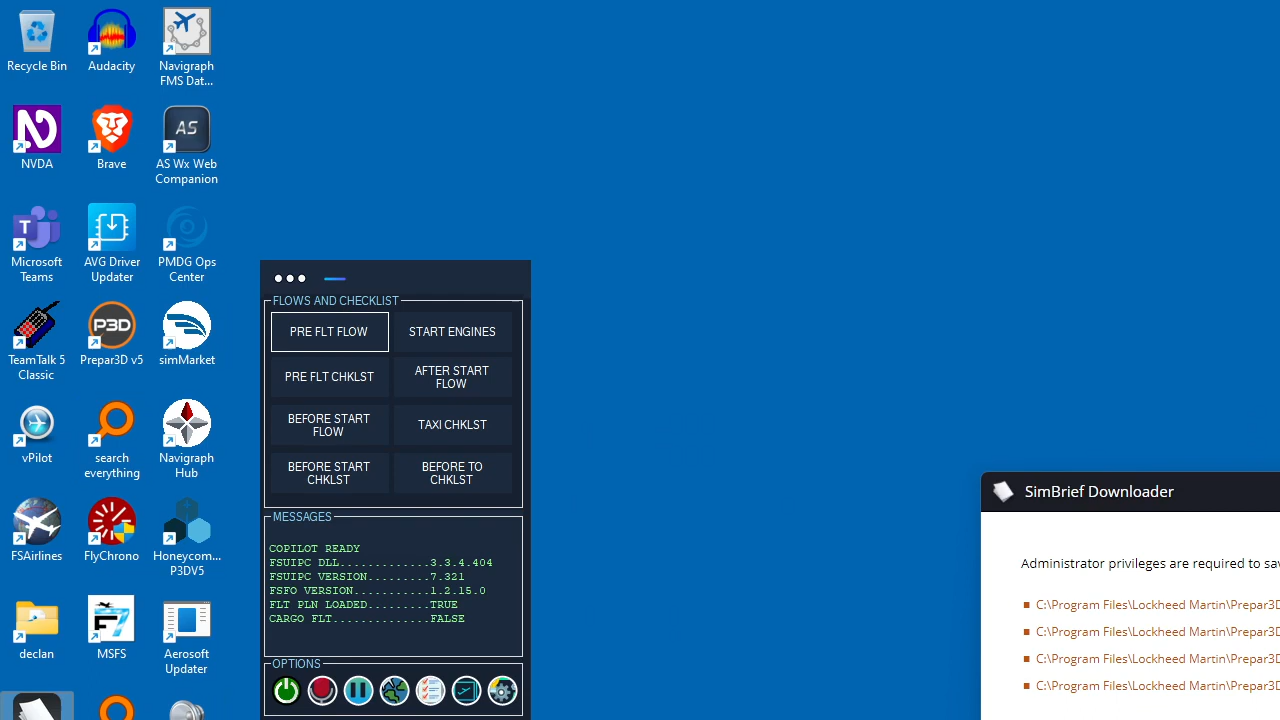 Recycle Bin
Audacity
Navigraph
FMS Dat...
NVDA
Brave
AS
AS Wx Web
Companion
T
Microsoft
Teams
AVG Driver
Updater
PMDG Ops
Center
TeamTalk 5
Classic
P3D
Prepar3D v5
simMarket
vPilot
search
everything
Navigraph
Hub
FSAirlines
FlyChrono
Honeycom...
P3DV5
declan
F7
MSFS
Aerosoft
Updater
FLOWS AND CHECKLIST
PRE FLT FLOW
START ENGINES
PRE FLT CHKLST
AFTER START
FLOW
BEFORE START
FLOW
TAXI CHKLST
BEFORE START
CHKLST
BEFORE TO
CHKLST
MESSAGES
COPILOT READY
FSUIPC DLL.............3.3.4.404
FSUIPC VERSION.........7.321
FSFO VERSION...........1.2.15.0
FLT PLN LOADED.........TRUE
CARGO FLT..............FALSE
OPTIONS
SimBrief Downloader
Administrator privileges are required to sa
C:\Program Files\Lockheed Martin\Prepar3D
C:\Program Files\Lockheed Martin\Prepar3D
C:\Program Files\Lockheed Martin\Prepar3D
C:\Program Files\Lockheed Martin\Prepar3D